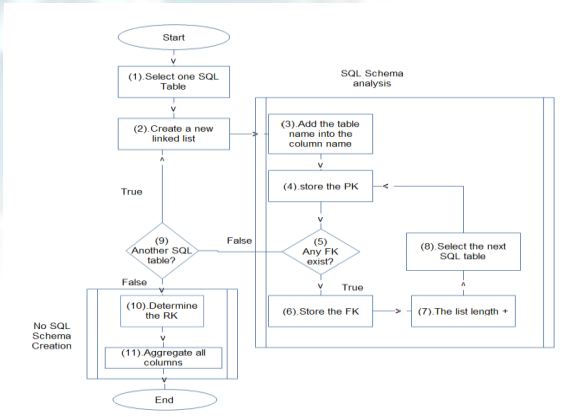 Start
(1).Select one SQL
Table
SQL Schema
analysis
(2).Create a new
linked list
(3).Add the table
name into the
column name
True
(4).store the PK
(9)
Another SQL
table?
False
(5)
Any FK
exist?
(8).Select the next
SQL table
False
True
(10).Determine
the RK
(6).Store the FK
(7).The list length +
No SQL
Schema
Creation
(11).Aggregate all
columns
End